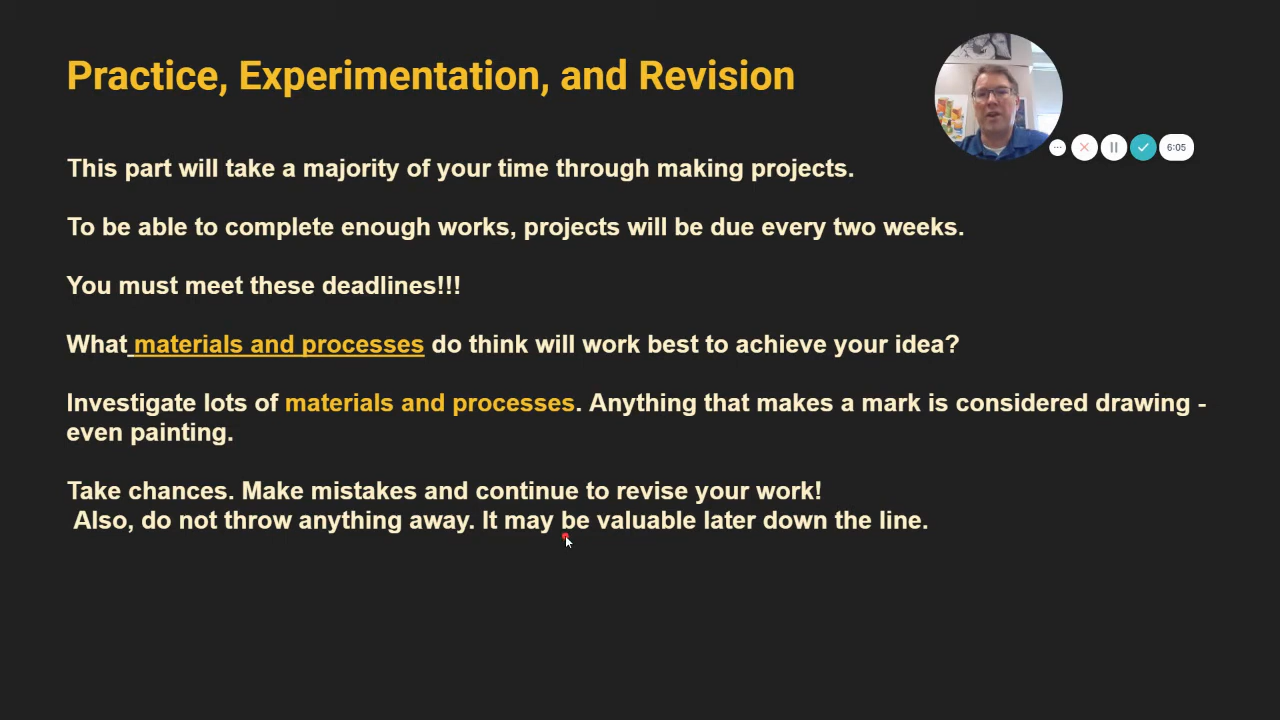 Practice, Experimentation, and Revision
This part will take a majority of your time through making projects.
To be able to complete enough works, projects will be due every two weeks.
You must meet these deadlines!!!
What materials and processes do think will work best to achieve your idea?
Investigate lots of materials and processes. Anything that makes a mark is considered drawing -
even painting.
Take chances. Make mistakes and continue to revise your work!
Also, do not throw anything away. It may be valuable later down the line.
6:05